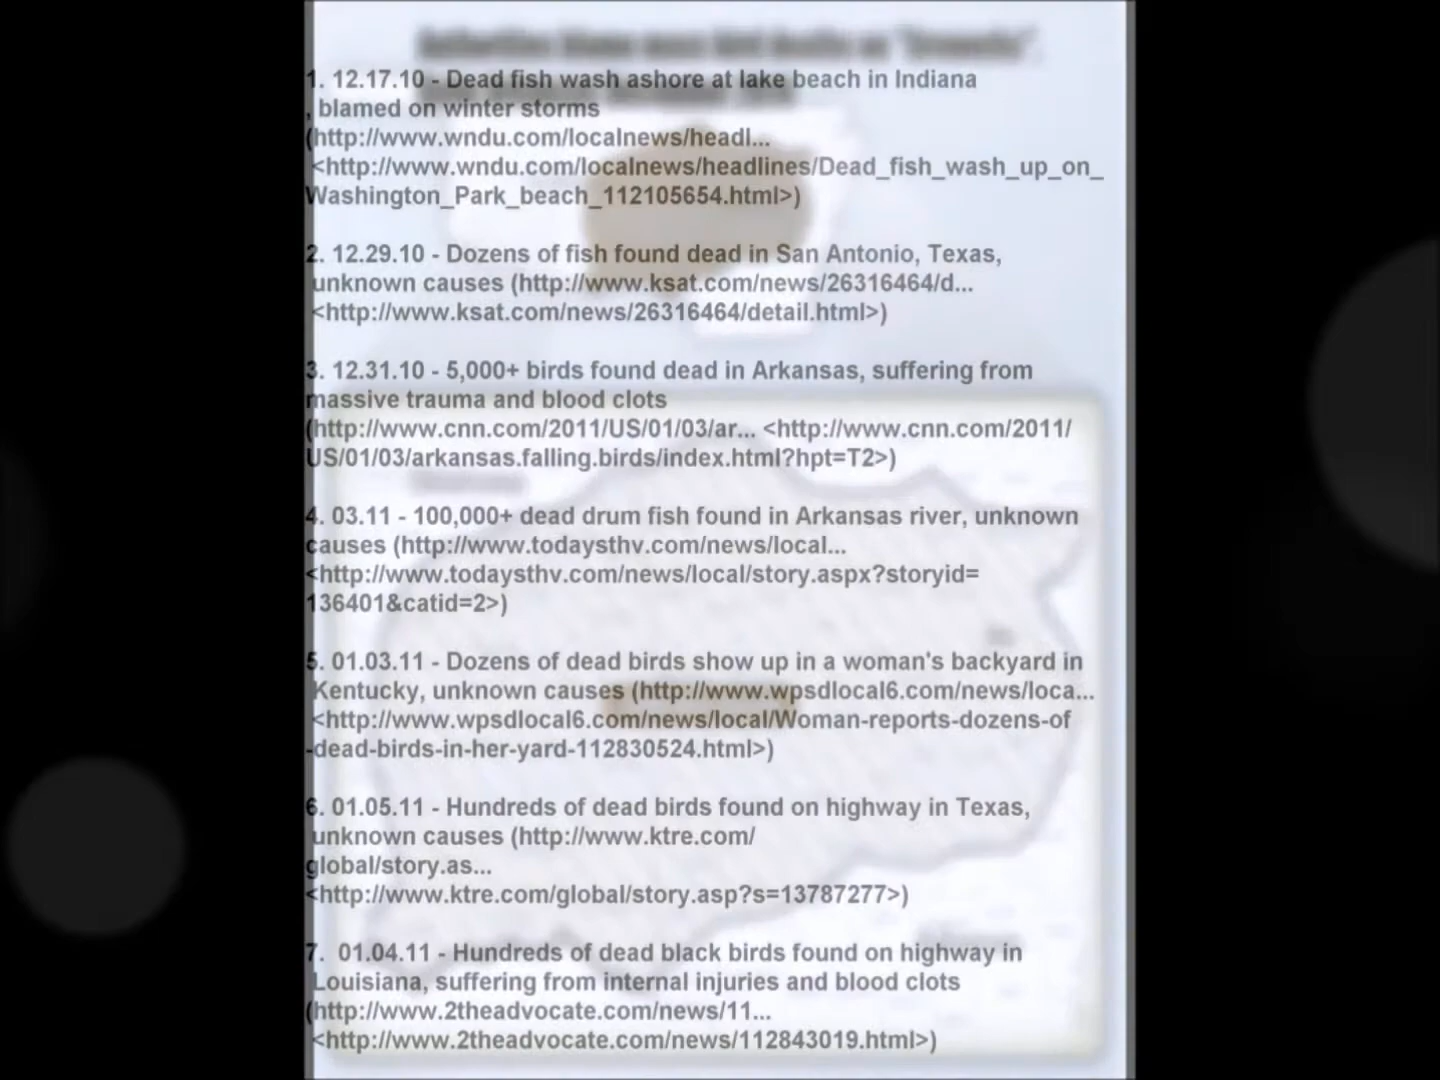 1. 12.17.10 - Dead fish wash ashore at lake beach in Indiana
, blamed on winter storms
(http://www.wndu.com/localnews/headl...
<http://www.wndu.com/localnews/headlines/Dead_fish_wash_up_on_
Washington_Park_beach_112105654.html>)
2. 12.29.10 - Dozens of fish found dead in San Antonio, Texas,
unknown causes (http://www.ksat.com/news/26316464/d...
<http://www.ksat.com/news/26316464/detail.html>)
3. 12.31.10 - 5,000+ birds found dead in Arkansas, suffering from
massive trauma and blood clots
(http://www.cnn.com/2011/US/01/03/ar... <http://www.cnn.com/2011/
US/01/03/arkansas.falling.birds/index.html?hpt=T2>)
4. 03.11 - 100,000+ dead drum fish found in Arkansas river, unknown
causes (http://www.todaysthv.com/news/local...
<http://www.todaysthv.com/news/local/story.aspx?storyid=
136401&catid=2>)
5. 01.03.11 - Dozens of dead birds show up in a woman's backyard in
Kentucky, unknown causes (http://www.wpsdlocal6.com/news/loca...
<http://www.wpsdlocal6.com/news/local/Woman-reports-dozens-of
-dead-birds-in-her-yard-112830524.html>)
6. 01.05.11 - Hundreds of dead birds found on highway in Texas,
unknown causes (http://www.ktre.com/
global/story.as...
<http://www.ktre.com/global/story.asp?s=13787277>)
7. 01.04.11 - Hundreds of dead black birds found on highway in
Louisiana, suffering from internal injuries and blood clots
(http://www.2theadvocate.com/news/11...
<http://www.2theadvocate.com/news/112843019.html>)